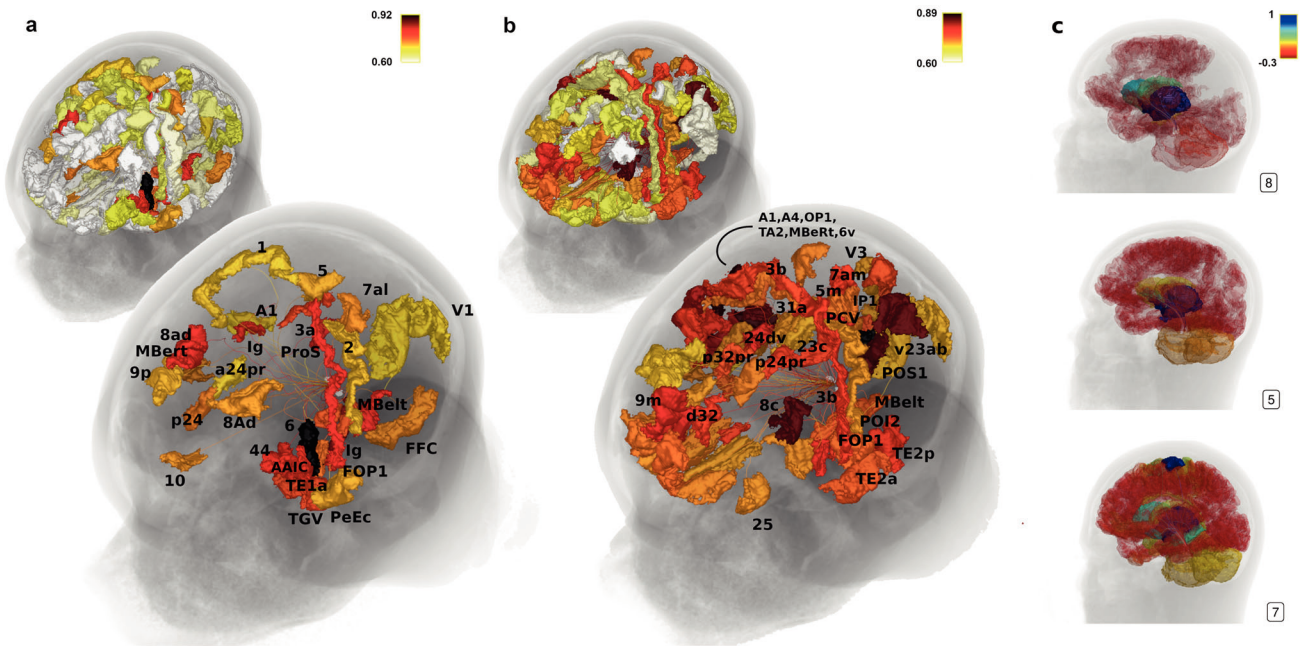 a
0.92
0.60
b
0.89
0.60
c
1
-0.3
8
5
7
1
5
7al
V1
A1
3a
8ad
MBert
Ig
ProS
2
9p
a24pr
p24
8Ad
MBelt
6
44
Ig
FFC
AAIC
FOP1
10
TE1a
TGV
PeEc
A1,A4,OP1,
TA2,MBeRt,6v
V3
3b
7am
5m
IP1
31a
PCV
24dv
23c
v23ab
p32pr
p24pr
POS1
9m
8c
3b
MBelt
d32
POI2
FOP1
TE2p
TE2a
25